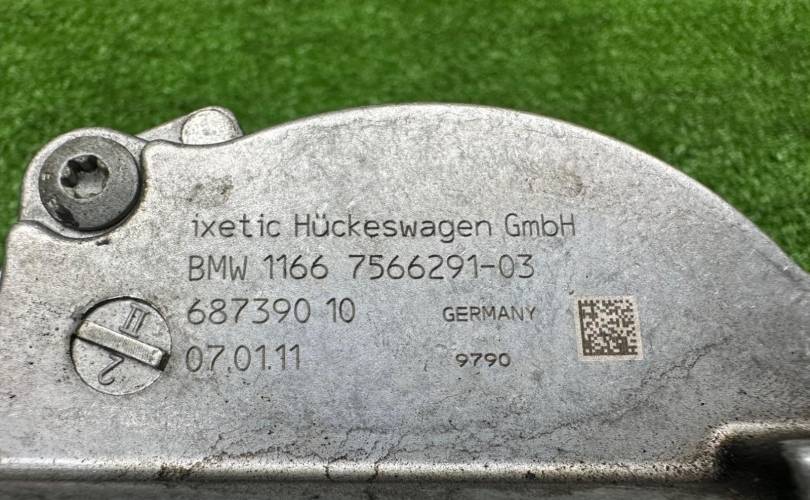 ixetic Hückeswagen GmbH
BMW 1166 7566291-03
687390 10 GERMANY
07.01.11 9790